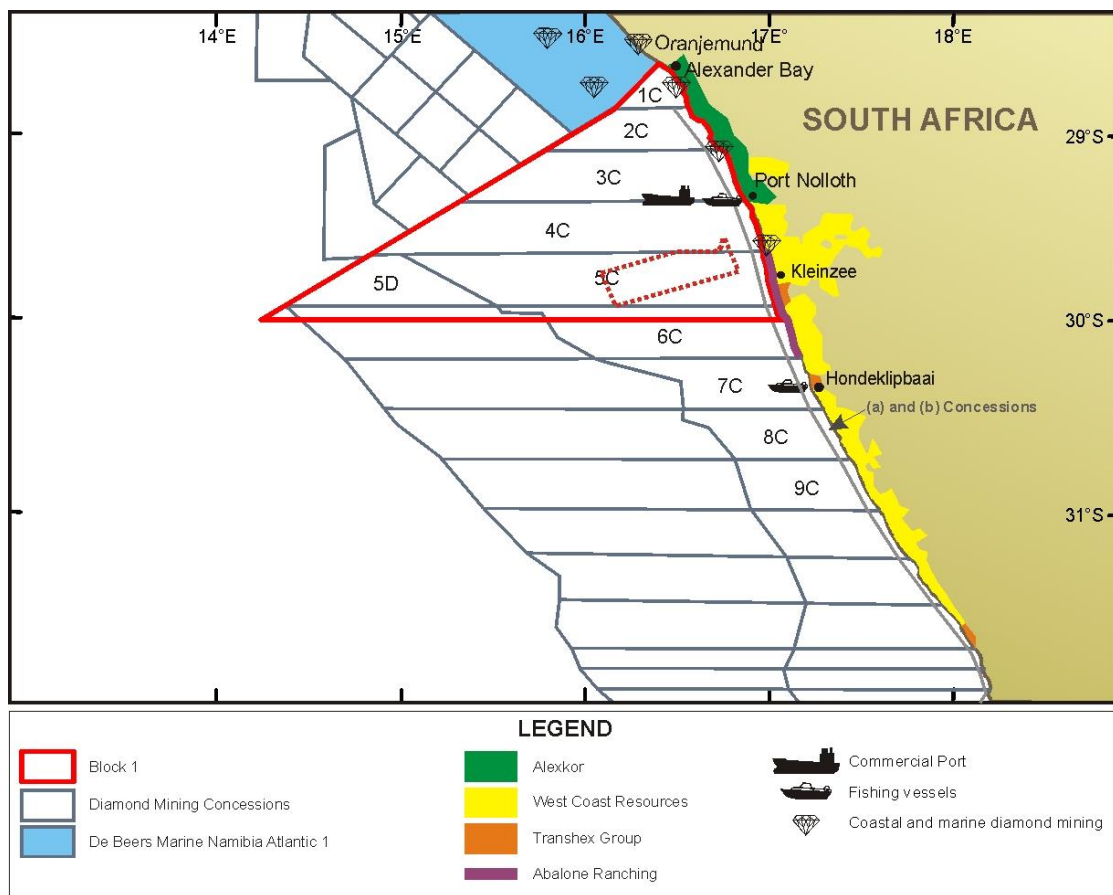 14°E
15°E
16°E
17°E
18°E
Oranjemund
Alexander Bay
1C
SOUTH AFRICA
2C
29°S
3C
Port Nolloth
4C
5D
5C
Kleinzee
30°S
6C
7C
Hondeklipbaai
(a) and (b) Concessions
8C
9C
31°S
LEGEND
Block 1
Diamond Mining Concessions
De Beers Marine Namibia Atlantic 1
Alexkor
West Coast Resources
Transhex Group
Abalone Ranching
Commercial Port
Fishing vessels
Coastal and marine diamond mining